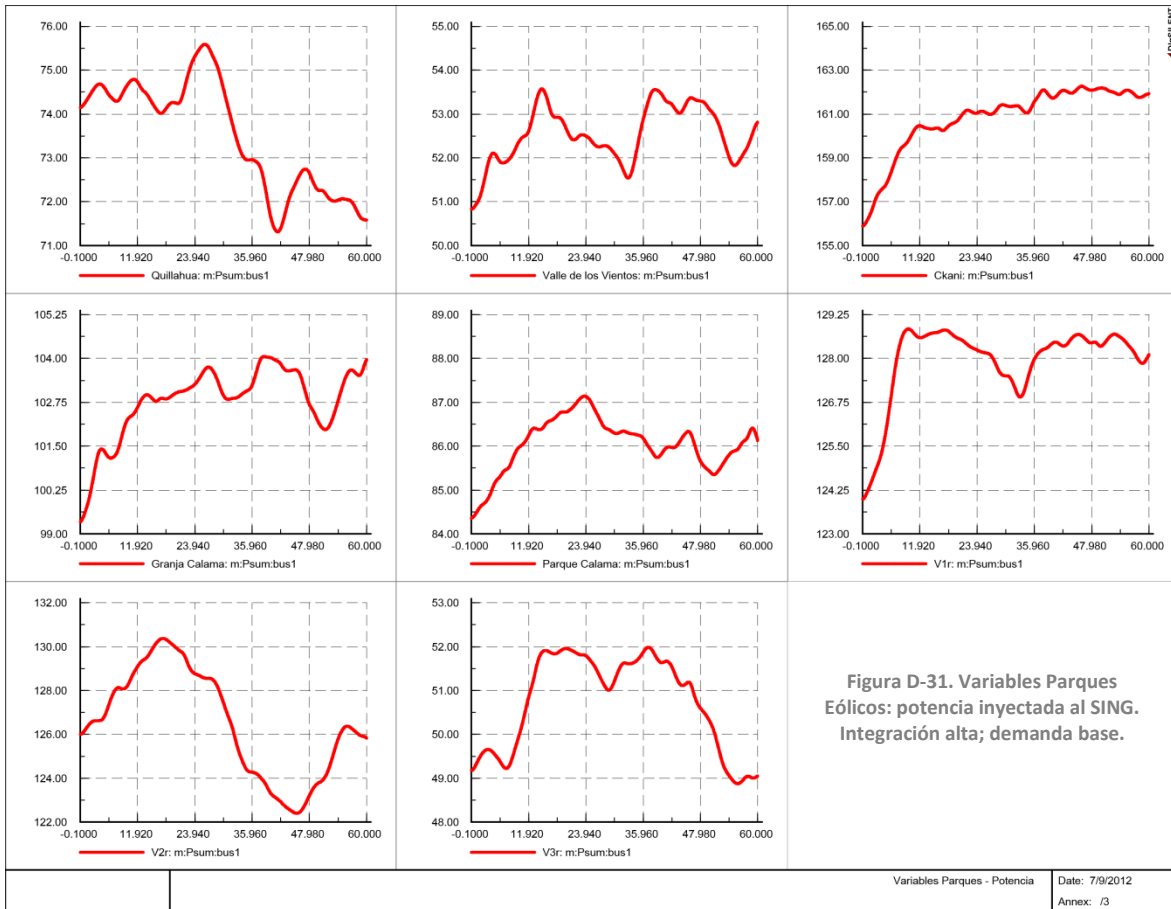 76.00
75.00
74.00
73.00
72.00
71.00
-0.1000 11.920 23.940 35.960 47.980 60.000
Quillahua: m:Psum:bus1
55.00
54.00
53.00
52.00
51.00
50.00
-0.1000 11.920 23.940 35.960 47.980 60.000
Valle de los Vientos: m:Psum:bus1
165.00
163.00
161.00
159.00
157.00
155.00
-0.1000 11.920 23.940 35.960 47.980 60.000
Ckani: m:Psum:bus1
105.25
104.00
102.75
101.50
100.25
99.00
-0.1000 11.920 23.940 35.960 47.980 60.000
Granja Calama: m:Psum:bus1
89.00
88.00
87.00
86.00
85.00
84.00
-0.1000 11.920 23.940 35.960 47.980 60.000
Parque Calama: m:Psum:bus1
129.25
128.00
126.75
125.50
124.25
123.00
-0.1000 11.920 23.940 35.960 47.980 60.000
V1r: m:Psum:bus1
132.00
130.00
128.00
126.00
124.00
122.00
-0.1000 11.920 23.940 35.960 47.980 60.000
V2r: m:Psum:bus1
53.00
52.00
51.00
50.00
49.00
48.00
-0.1000 11.920 23.940 35.960 47.980 60.000
V3r: m:Psum:bus1
Figura D-31. Variables Parques
Eólicos: potencia inyectada al SING.
Integración alta; demanda base.
Variables Parques - Potencia
Date: 7/9/2012
Annex: /3